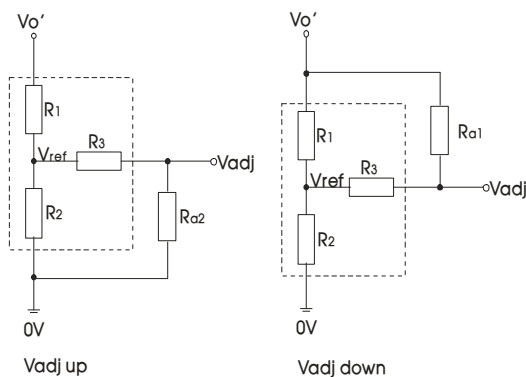 Vo'
R1
Vref
R3
Vadj
R2
Ra2
0V
Vadj up
Vo'
R1
Ra1
Vref
R3
Vadj
R2
0V
Vadj down